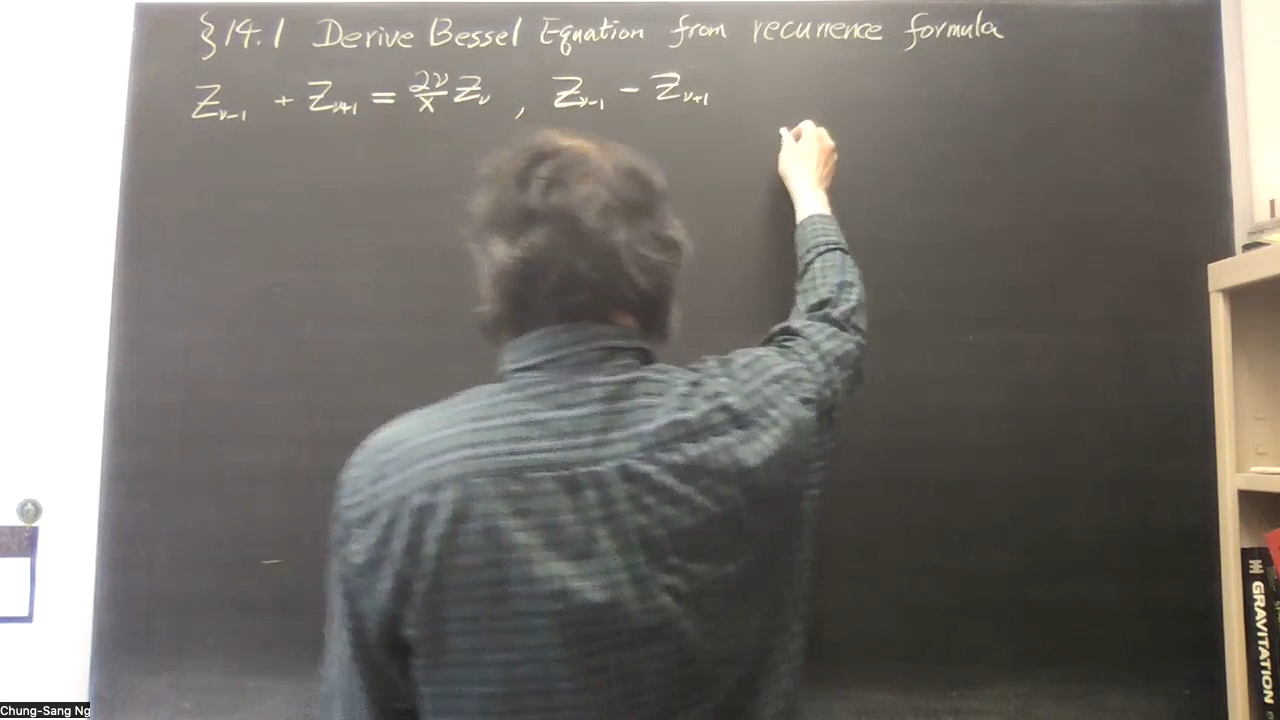 §14.1 Derive Bessel Equation from recurrence formula
Z_{ν-1} + Z_{ν+1} = \frac{2ν}{x} Z_ν , Z_{ν-1} - Z_{ν+1}
GRAVITATION
Chung-Sang Ng